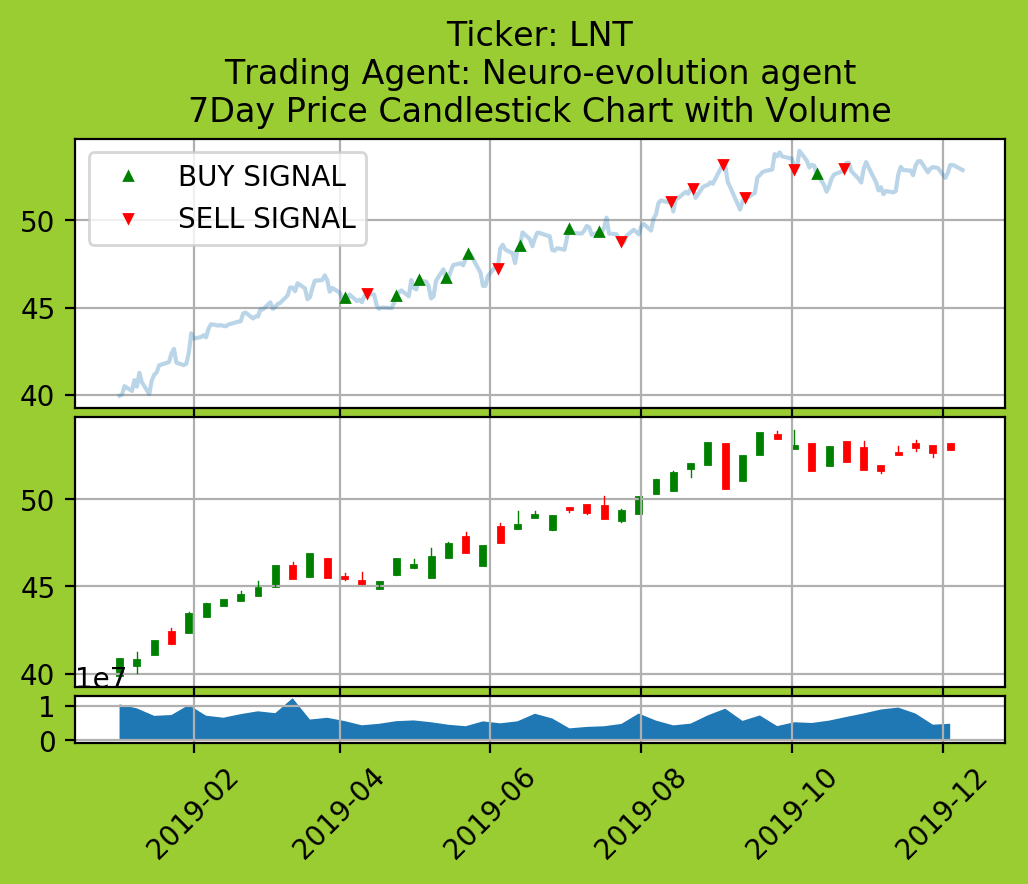 Ticker: LNT
Trading Agent: Neuro-evolution agent
7Day Price Candlestick Chart with Volume
BUY SIGNAL
SELL SIGNAL
50
45
40
50
45
40
1e7
1
0
2019-02
2019-04
2019-06
2019-08
2019-10
2019-12